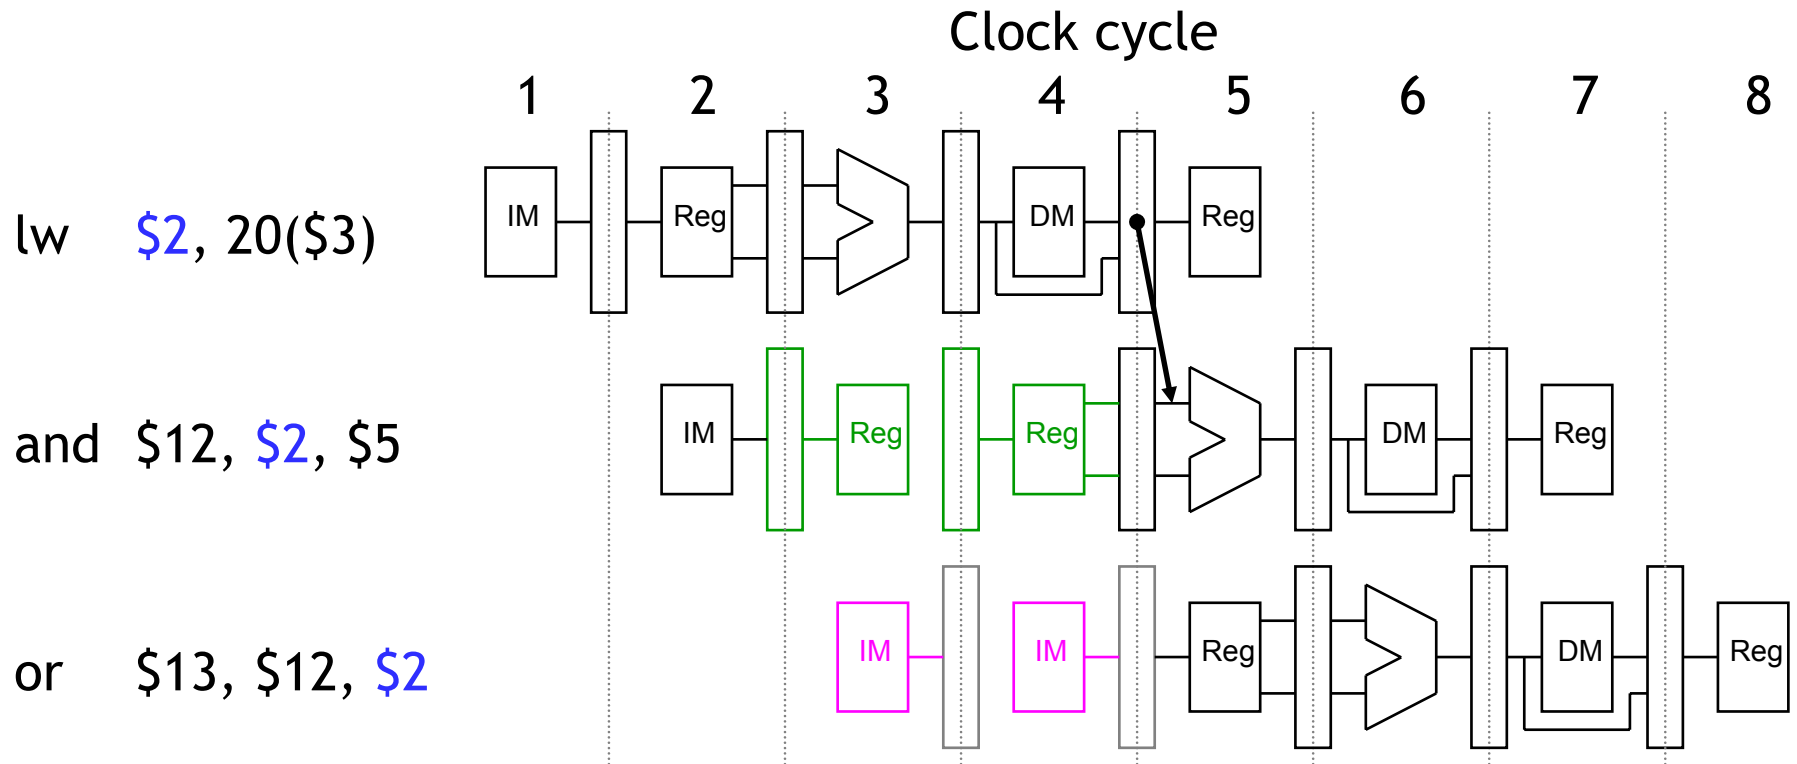 Clock cycle
1 2 3 4 5 6 7 8
lw $2, 20($3) IM Reg DM Reg
and $12, $2, $5 IM Reg Reg DM Reg
or $13, $12, $2 IM IM Reg DM Reg